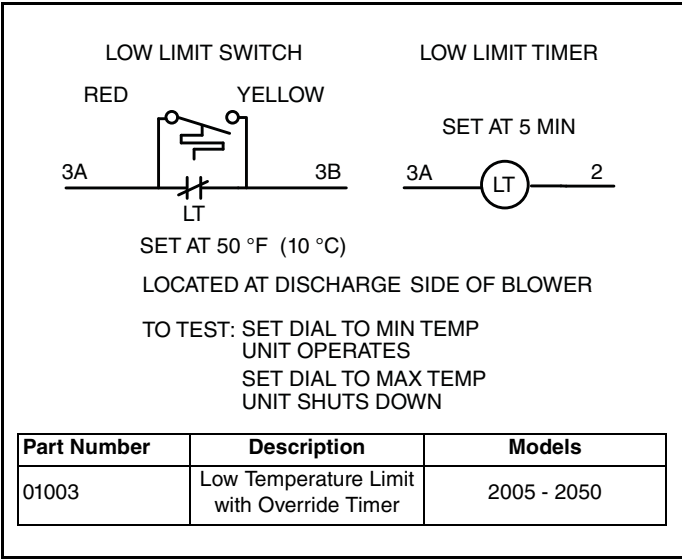 LOW LIMIT SWITCH
LOW LIMIT TIMER
RED YELLOW
SET AT 5 MIN
3A 3B
3A LT 2
LT
SET AT 50 °F (10 °C)
LOCATED AT DISCHARGE SIDE OF BLOWER
TO TEST: SET DIAL TO MIN TEMP
UNIT OPERATES
SET DIAL TO MAX TEMP
UNIT SHUTS DOWN
Part Number Description Models
01003 Low Temperature Limit with Override Timer 2005 - 2050